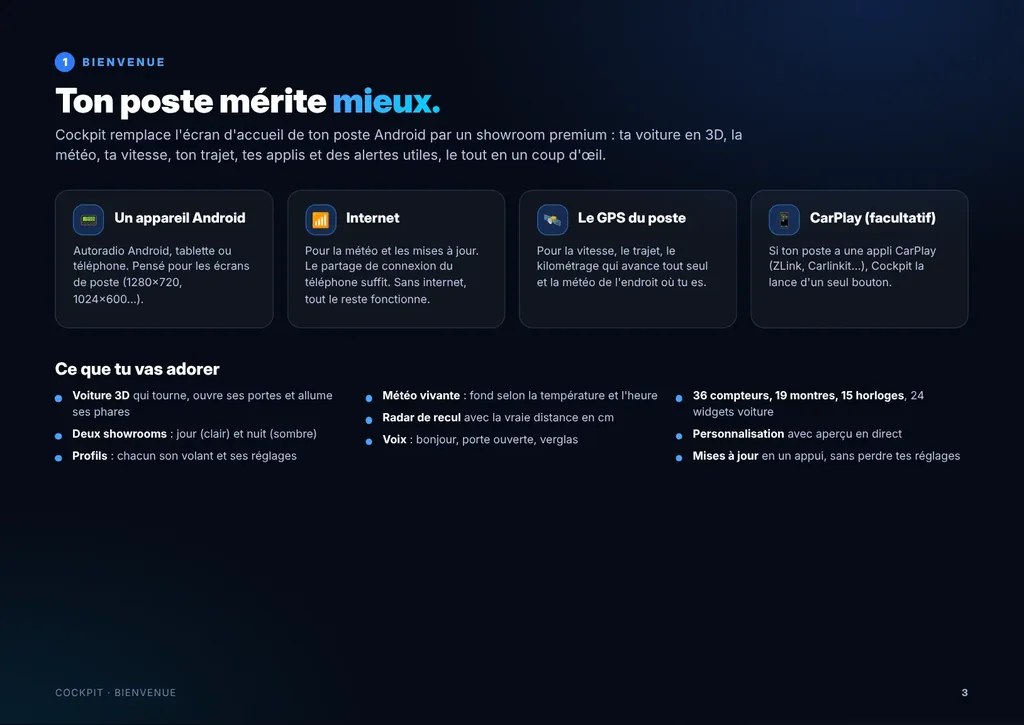 1 BIENVENUE
Ton poste mérite mieux.
Cockpit remplace l'écran d'accueil de ton poste Android par un showroom premium : ta voiture en 3D, la
météo, ta vitesse, ton trajet, tes applis et des alertes utiles, le tout en un coup d'œil.
Un appareil Android
Autoradio Android, tablette ou
téléphone. Pensé pour les écrans
de poste (1280×720,
1024×600…).
Internet
Pour la météo et les mises à jour.
Le partage de connexion du
téléphone suffit. Sans internet,
tout le reste fonctionne.
Le GPS du poste
Pour la vitesse, le trajet, le
kilométrage qui avance tout seul
et la météo de l'endroit où tu es.
CarPlay (facultatif)
Si ton poste a une appli CarPlay
(ZLink, Carlinkit…), Cockpit la
lance d'un seul bouton.
Ce que tu vas adorer
Voiture 3D qui tourne, ouvre ses portes et allume
ses phares
Deux showrooms : jour (clair) et nuit (sombre)
Profils : chacun son volant et ses réglages
Météo vivante : fond selon la température et l'heure
Radar de recul avec la vraie distance en cm
Voix : bonjour, porte ouverte, verglas
36 compteurs, 19 montres, 15 horloges, 24
widgets voiture
Personnalisation avec aperçu en direct
Mises à jour en un appui, sans perdre tes réglages
COCKPIT · BIENVENUE
3